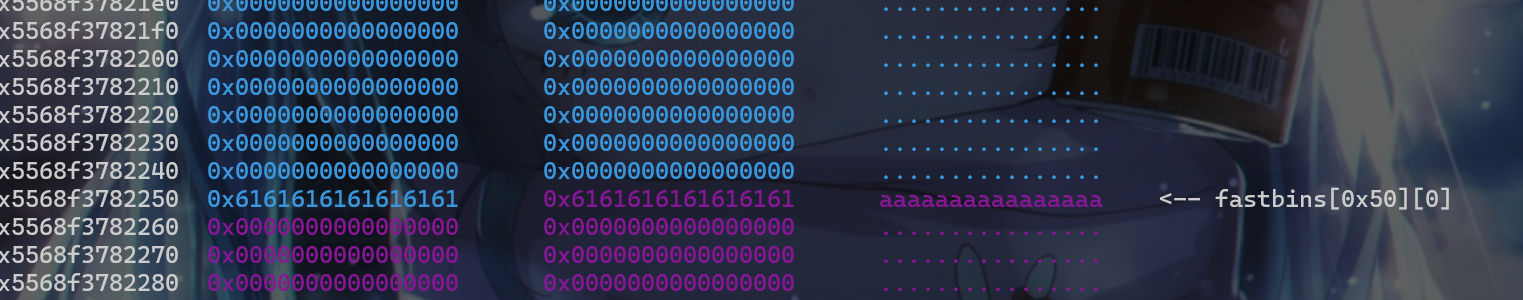 x5568f37821e0 0x0000000000000000 0x0000000000000000 ................
x5568f37821f0 0x0000000000000000 0x0000000000000000 ................
x5568f3782200 0x0000000000000000 0x0000000000000000 ................
x5568f3782210 0x0000000000000000 0x0000000000000000 ................
x5568f3782220 0x0000000000000000 0x0000000000000000 ................
x5568f3782230 0x0000000000000000 0x0000000000000000 ................
x5568f3782240 0x0000000000000000 0x0000000000000000 ................
x5568f3782250 0x6161616161616161 0x6161616161616161 aaaaaaaaaaaaaaaa <-- fastbins[0x50][0]
x5568f3782260 0x0000000000000000 0x0000000000000000 ................
x5568f3782270 0x0000000000000000 0x0000000000000000 ................
x5568f3782280 0x0000000000000000 0x0000000000000000 ................